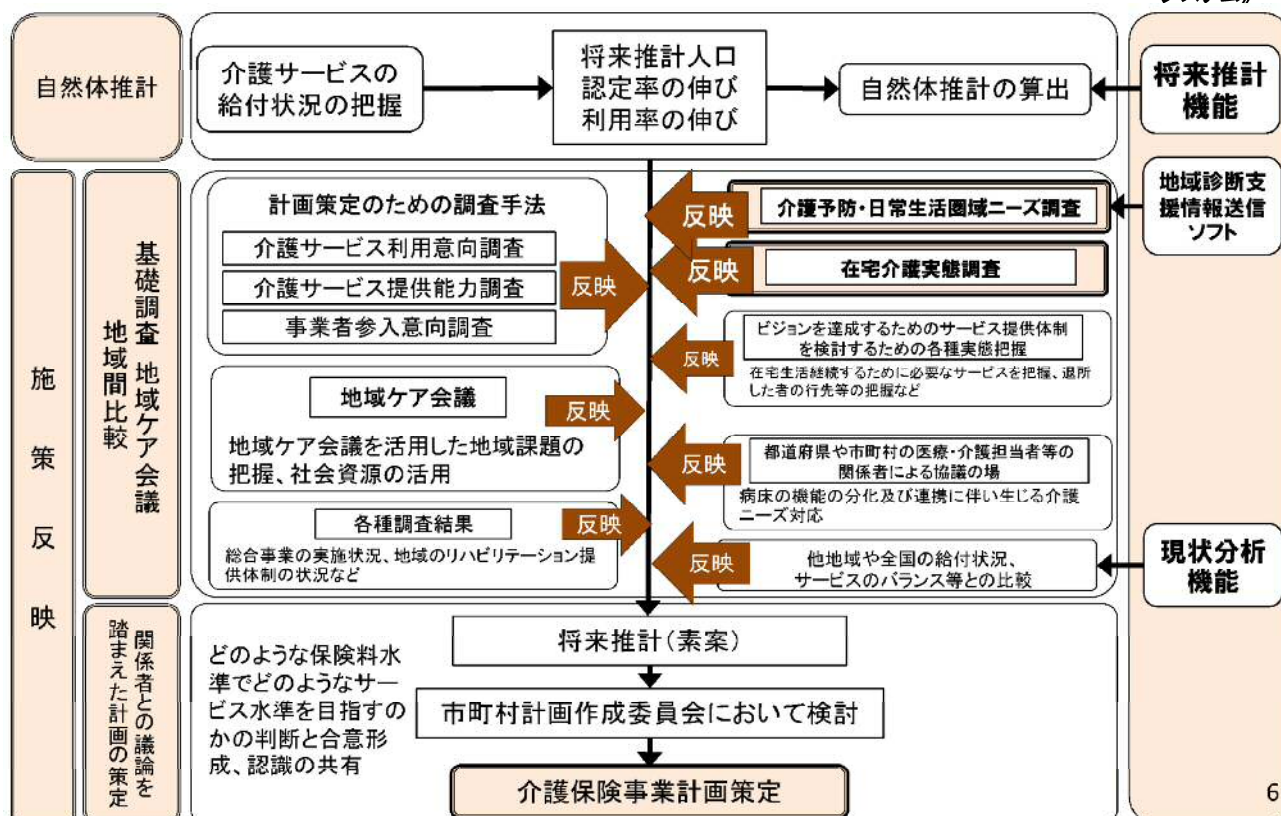 自然体推計
介護サービスの
給付状況の把握
将来推計人口
認定率の伸び
利用率の伸び
自然体推計の算出
将来推計
機能
施策反映
基礎調査 地域ケア会議
地域間比較
計画策定のための調査手法
介護サービス利用意向調査
介護サービス提供能力調査
事業者参入意向調査
反映
反映
介護予防・日常生活圏域ニーズ調査
地域診断支
援情報送信
ソフト
反映
在宅介護実態調査
反映
ビジョンを達成するためのサービス提供体制
を検討するための各種実態把握
在宅生活継続するために必要なサービスを把握、退所
した者の行先等の把握など
地域ケア会議
反映
地域ケア会議を活用した地域課題の
把握、社会資源の活用
反映
都道府県や市町村の医療・介護担当者等の
関係者による協議の場
病床の機能の分化及び連携に伴い生じる介護
ニーズ対応
各種調査結果
反映
総合事業の実施状況、地域のリハビリテーション提
供体制の状況など
反映
他地域や全国の給付状況、
サービスのバランス等との比較
現状分析
機能
関係者との議論を
踏まえた計画の策定
どのような保険料水
準でどのようなサー
ビス水準を目指すの
かの判断と合意形
成、認識の共有
将来推計(素案)
市町村計画作成委員会において検討
介護保険事業計画策定
6